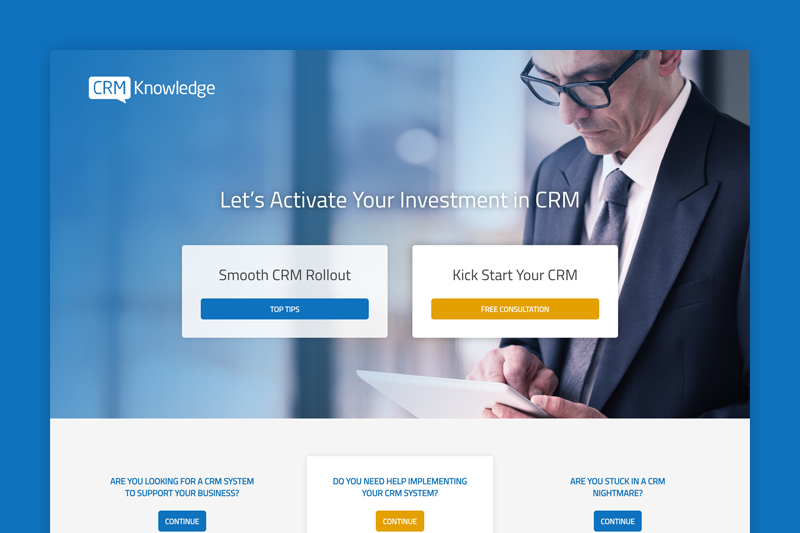 CRM Knowledge
Let's Activate Your Investment in CRM
Smooth CRM Rollout
TOP TIPS
Kick Start Your CRM
FREE CONSULTATION
ARE YOU LOOKING FOR A CRM SYSTEM
TO SUPPORT YOUR BUSINESS?
CONTINUE
DO YOU NEED HELP IMPLEMENTING
YOUR CRM SYSTEM?
CONTINUE
ARE YOU STUCK IN A CRM
NIGHTMARE?
CONTINUE